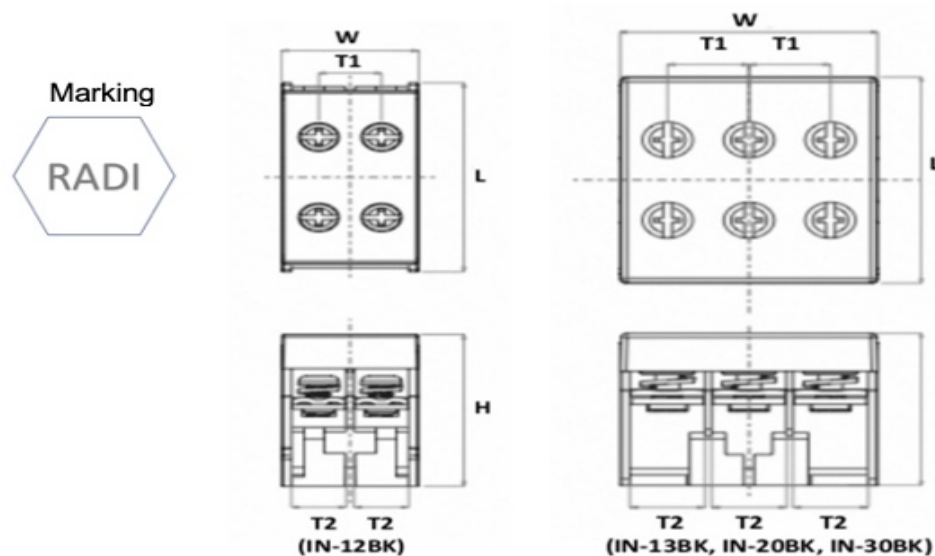 Marking
RADI
W
T1
L
H
T2 T2
(IN-12BK)
W
T1 T1
L
T2 T2 T2
(IN-13BK, IN-20BK, IN-30BK)